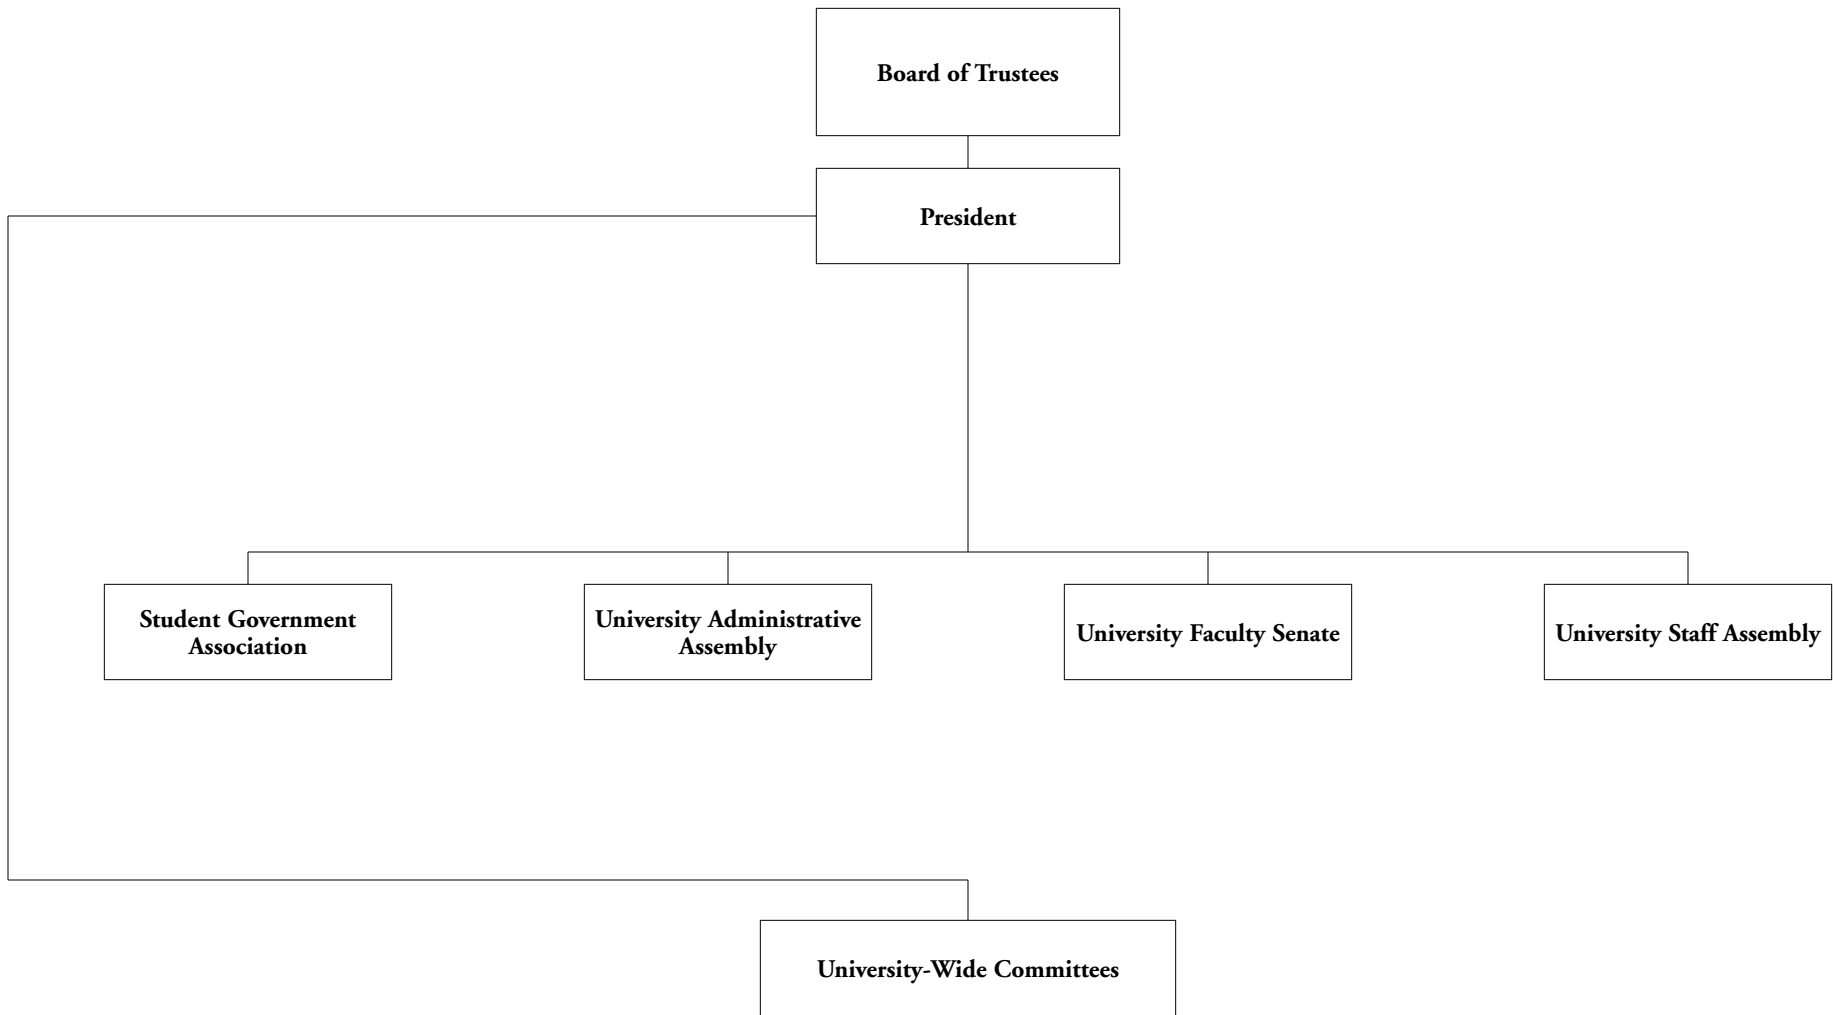 Board of Trustees
President
Student Government
Association
University Administrative
Assembly
University Faculty Senate
University Staff Assembly
University-Wide Committees